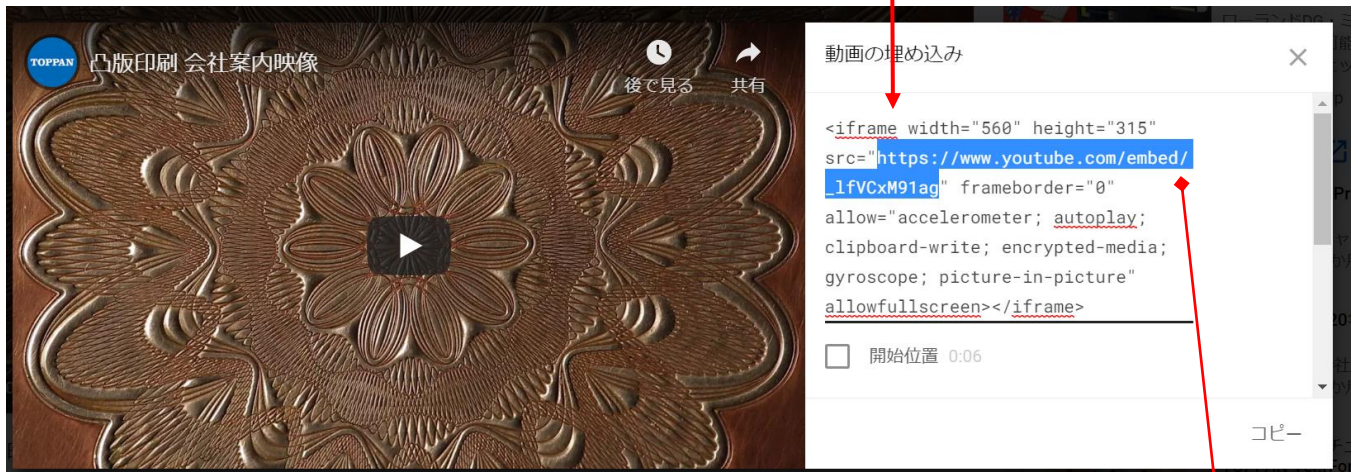 TOPPAN
凸版印刷 会社案内映像
後で見る
共有
動画の埋め込み
<iframe width="560" height="315"
src="https://www.youtube.com/embed/
_lfVCxM91ag" frameborder="0"
allow="accelerometer; autoplay;
clipboard-write; encrypted-media;
gyroscope; picture-in-picture"
allowfullscreen></iframe>
開始位置 0:06
コピー